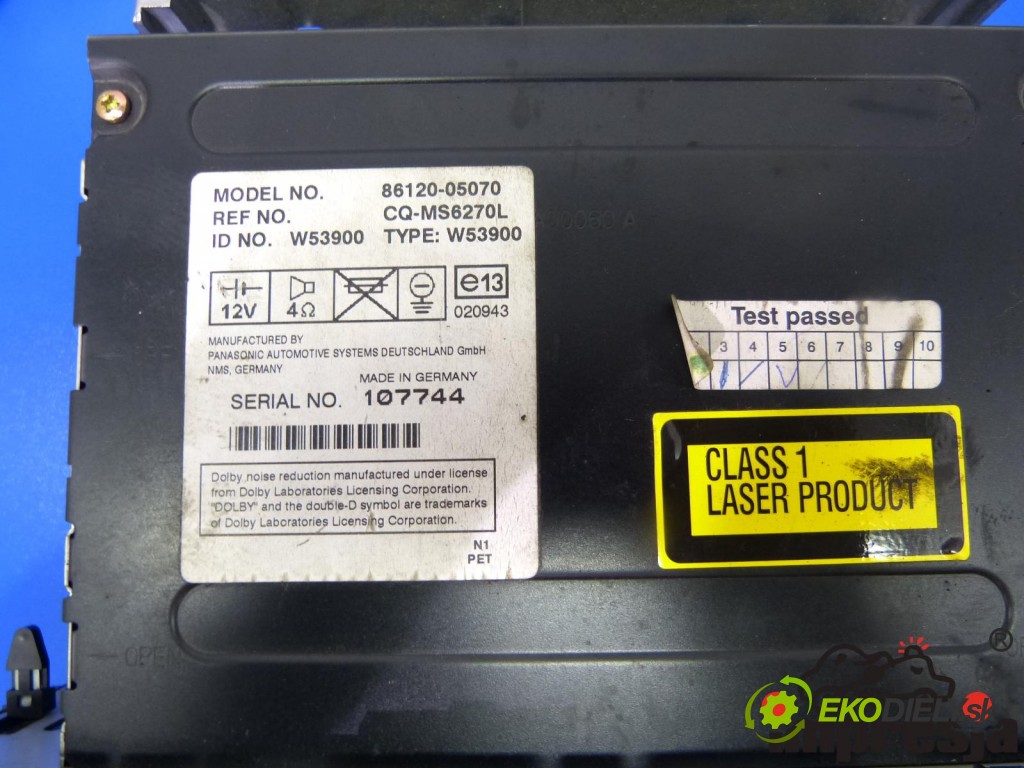 MODEL NO. 86120-05070
REF NO. CQ-MS6270L
ID NO. W53900 TYPE: W53900
12V
4Ω
e13
020943
MANUFACTURED BY
PANASONIC AUTOMOTIVE SYSTEMS DEUTSCHLAND GmbH
NMS, GERMANY
MADE IN GERMANY
SERIAL NO. 107744
Dolby noise reduction manufactured under license
from Dolby Laboratories Licensing Corporation.
"DOLBY" and the double-D symbol are trademarks
of Dolby Laboratories Licensing Corporation.
N1
PET
Test passed
2 3 4 5 6 7 8 9 10
CLASS 1
LASER PRODUCT
OPEN
®